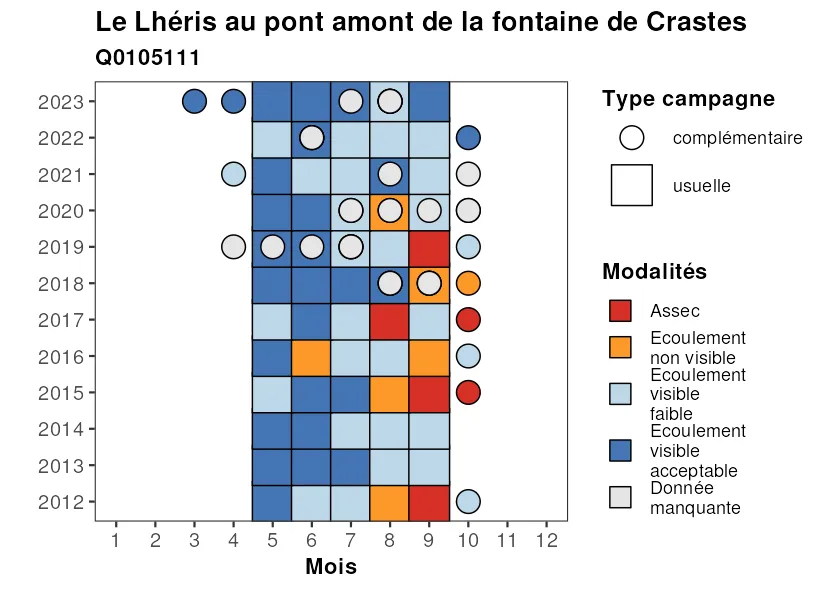 Le Lhéris au pont amont de la fontaine de Crastes
Q0105111
2023
2022
2021
2020
2019
2018
2017
2016
2015
2014
2013
2012
1 2 3 4 5 6 7 8 9 10 11 12
Mois
Type campagne
complémentaire
usuelle
Modalités
Assec
Ecoulement
non visible
Ecoulement
visible
faible
Ecoulement
visible
acceptable
Donnée
manquante